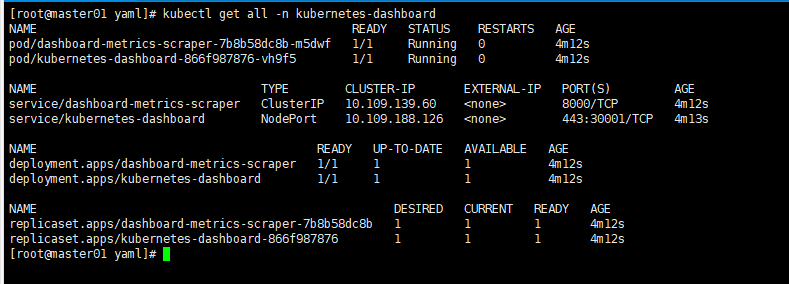 [root@master01 yaml]# kubectl get all -n kubernetes-dashboard
NAME READY STATUS RESTARTS AGE
pod/dashboard-metrics-scraper-7b8b58dc8b-m5dwf 1/1 Running 0 4m12s
pod/kubernetes-dashboard-866f987876-vh9f5 1/1 Running 0 4m12s
NAME TYPE CLUSTER-IP EXTERNAL-IP PORT(S) AGE
service/dashboard-metrics-scraper ClusterIP 10.109.139.60 <none> 8000/TCP 4m12s
service/kubernetes-dashboard NodePort 10.109.188.126 <none> 443:30001/TCP 4m13s
NAME READY UP-TO-DATE AVAILABLE AGE
deployment.apps/dashboard-metrics-scraper 1/1 1 1 4m12s
deployment.apps/kubernetes-dashboard 1/1 1 1 4m12s
NAME DESIRED CURRENT READY AGE
replicaset.apps/dashboard-metrics-scraper-7b8b58dc8b 1 1 1 4m12s
replicaset.apps/kubernetes-dashboard-866f987876 1 1 1 4m12s
[root@master01 yaml]#